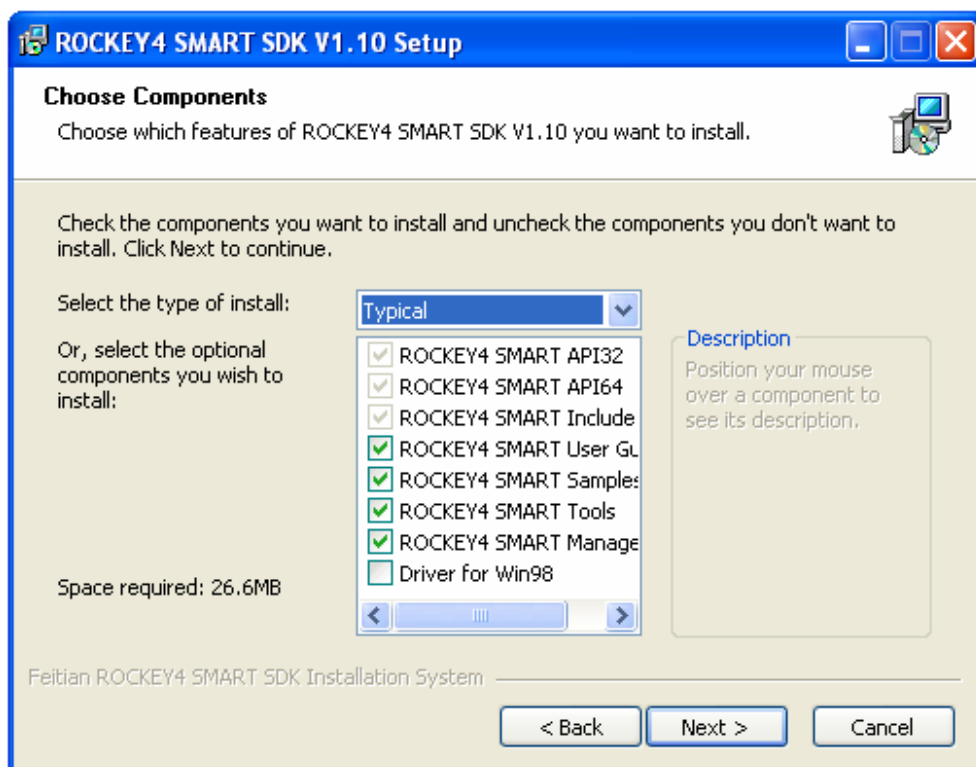 ROCKEY4 SMART SDK V1.10 Setup
Choose Components
Choose which features of ROCKEY4 SMART SDK V1.10 you want to install.
Check the components you want to install and uncheck the components you don't want to
install. Click Next to continue.
Select the type of install:
Typical
Or, select the optional
components you wish to
install:
ROCKEY4 SMART API32
ROCKEY4 SMART API64
ROCKEY4 SMART Include
ROCKEY4 SMART User Gu
ROCKEY4 SMART Samples
ROCKEY4 SMART Tools
ROCKEY4 SMART Manage
Driver for Win98
Description
Position your mouse
over a component to
see its description.
Space required: 26.6MB
Feitian ROCKEY4 SMART SDK Installation System
< Back
Next >
Cancel